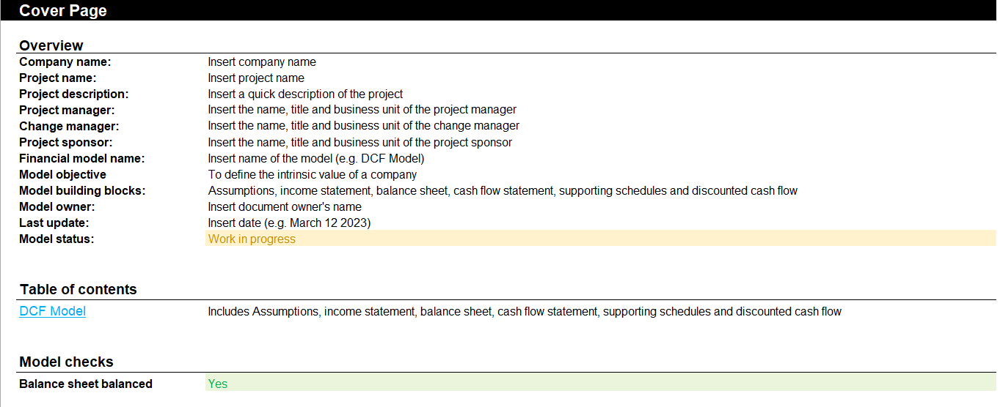 Cover Page
Overview
Company name: Insert company name
Project name: Insert project name
Project description: Insert a quick description of the project
Project manager: Insert the name, title and business unit of the project manager
Change manager: Insert the name, title and business unit of the change manager
Project sponsor: Insert the name, title and business unit of the project sponsor
Financial model name: Insert name of the model (e.g. DCF Model)
Model objective To define the intrinsic value of a company
Model building blocks: Assumptions, income statement, balance sheet, cash flow statement, supporting schedules and discounted cash flow
Model owner: Insert document owner's name
Last update: Insert date (e.g. March 12 2023)
Model status: Work in progress
Table of contents
DCF Model Includes Assumptions, income statement, balance sheet, cash flow statement, supporting schedules and discounted cash flow
Model checks
Balance sheet balanced Yes